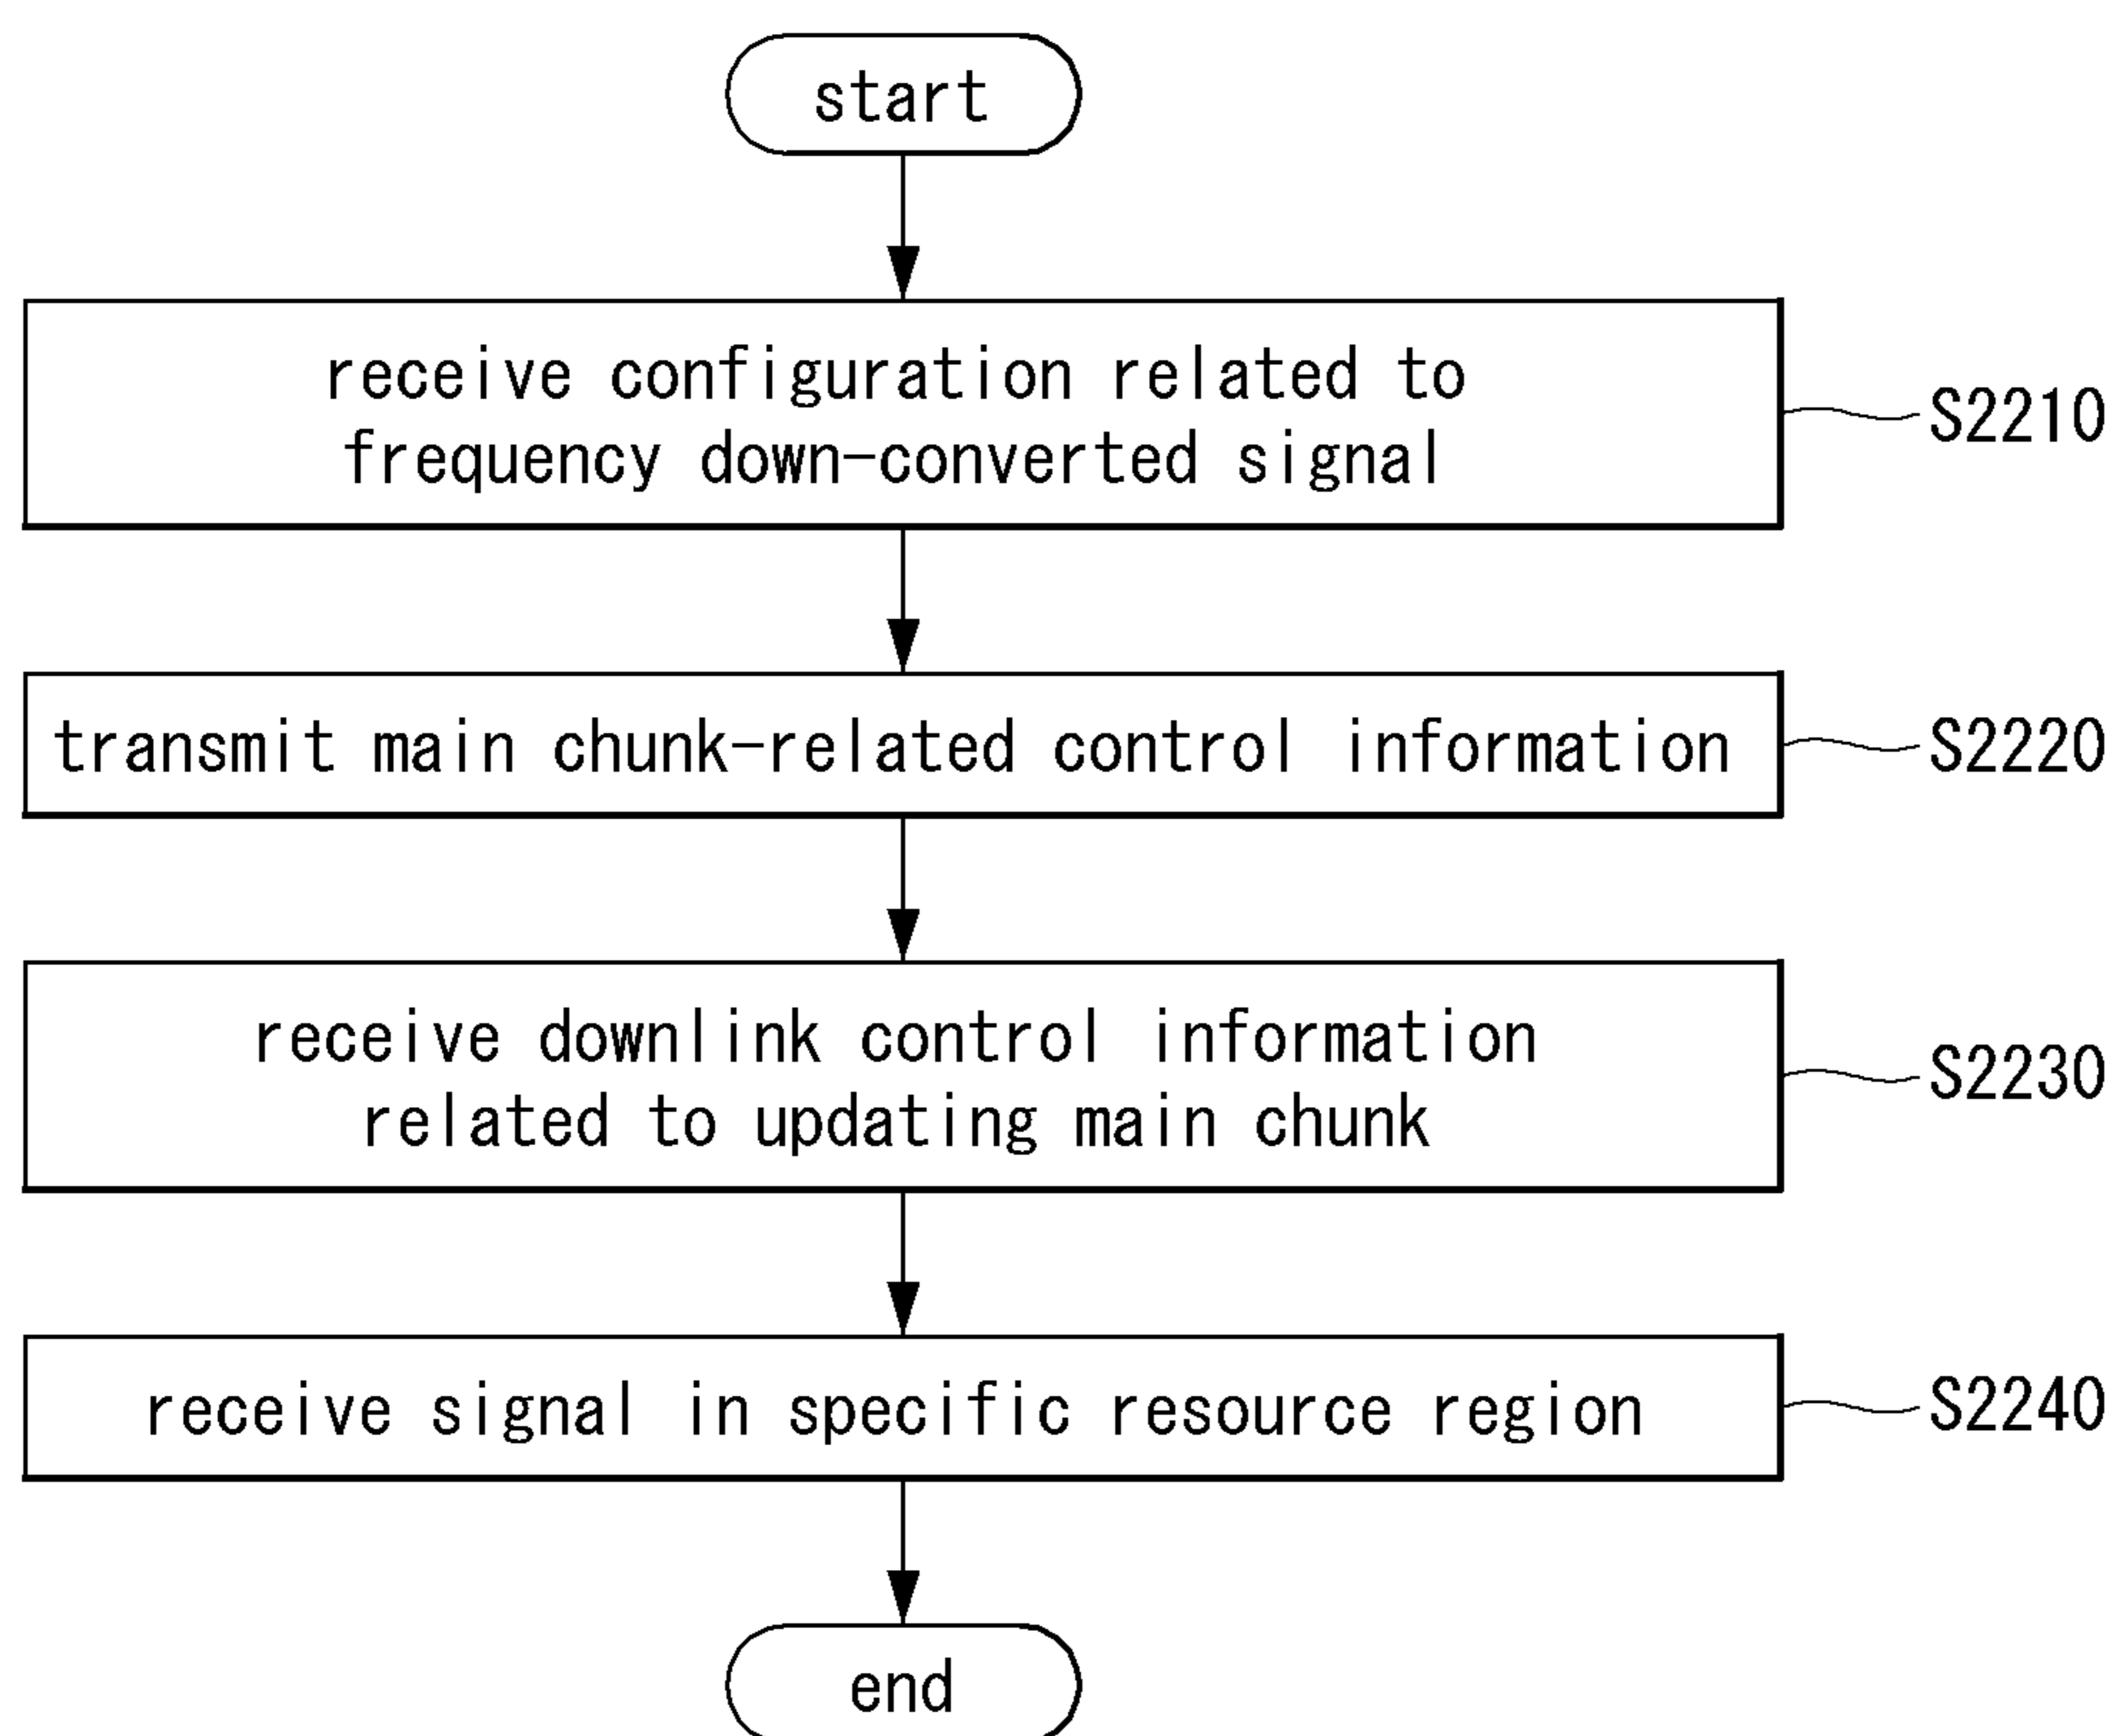 start
receive configuration related to
frequency down-converted signal
S2210
transmit main chunk-related control information
S2220
receive downlink control information
related to updating main chunk
S2230
receive signal in specific resource region
S2240
end